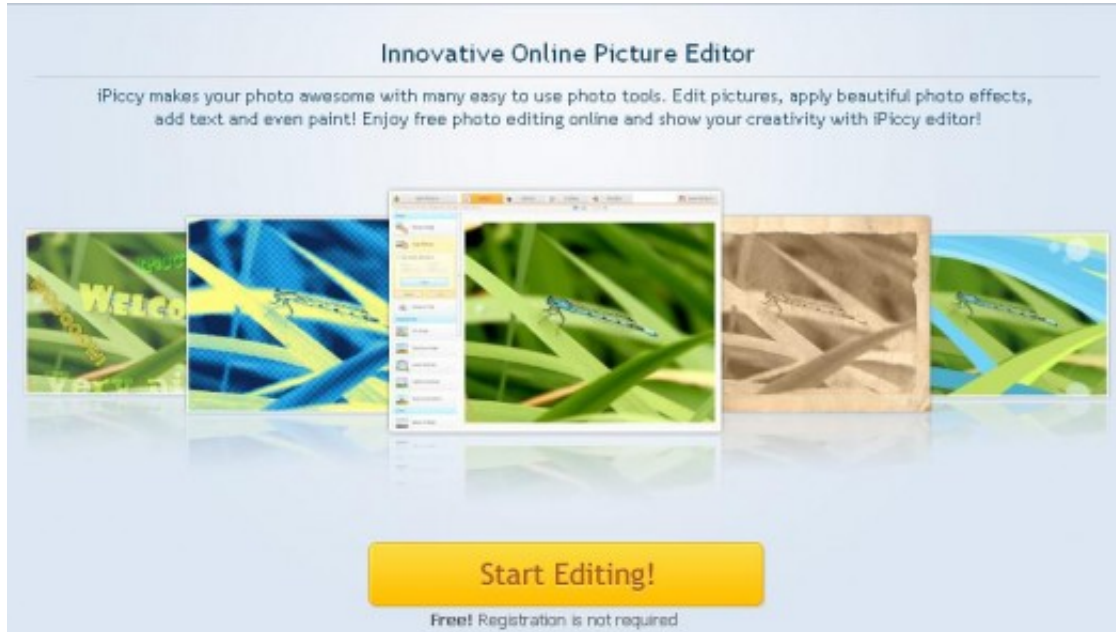 Innovative Online Picture Editor
iPiccy makes your photo awesome with many easy to use photo tools. Edit pictures, apply beautiful photo effects,
add text and even paint! Enjoy free photo editing online and show your creativity with iPiccy editor!
WELCO
Start Editing!
Free! Registration is not required